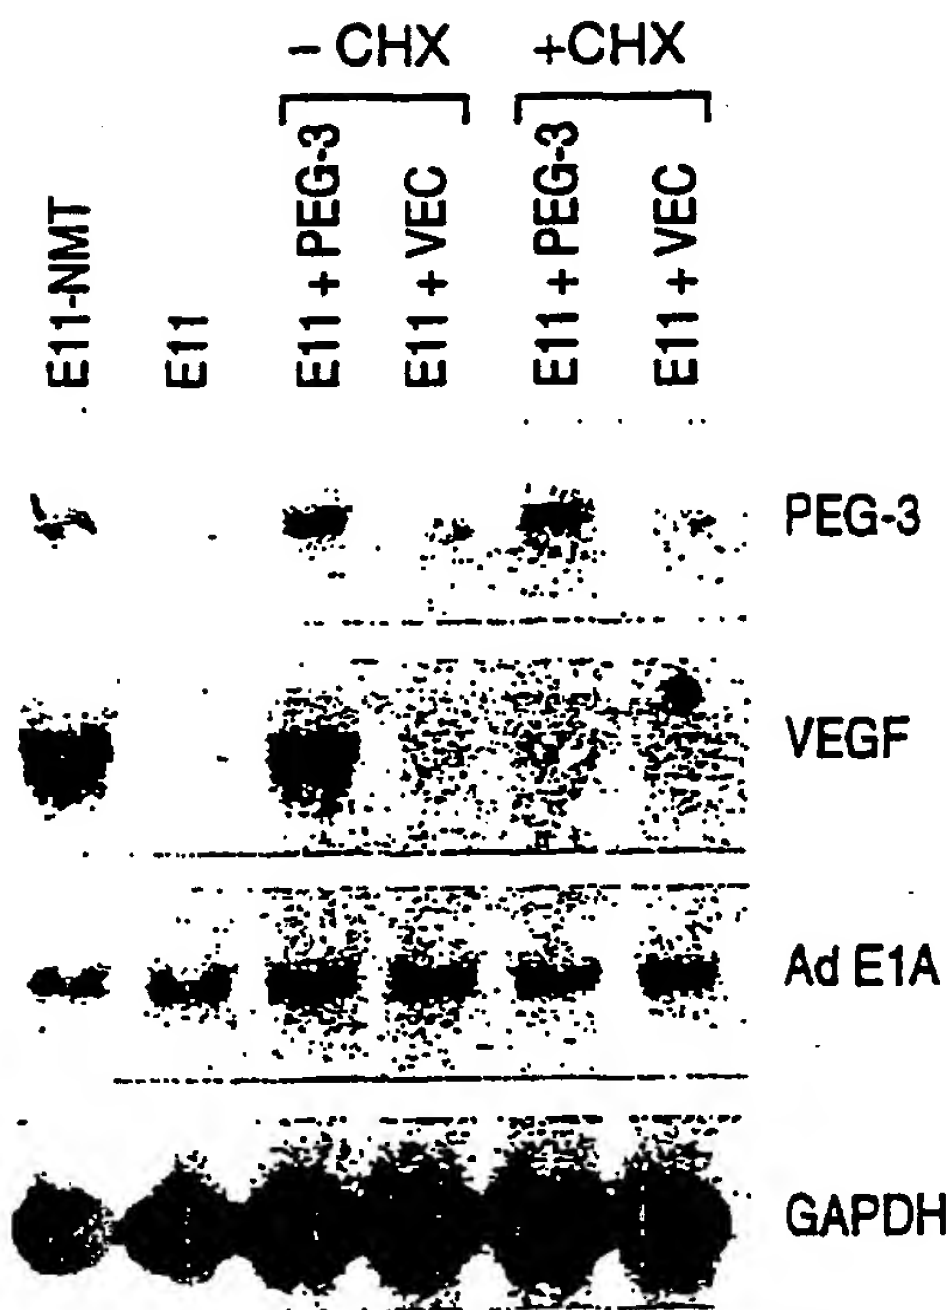 – CHX +CHX
E11-NMT
E11
E11 + PEG-3
E11 + VEC
E11 + PEG-3
E11 + VEC
PEG-3
VEGF
Ad E1A
GAPDH